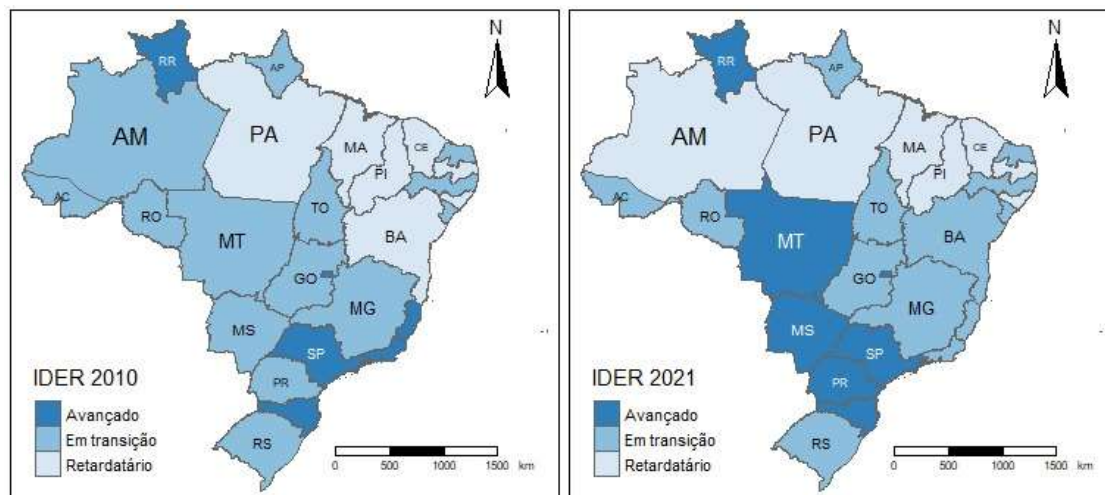 N
RR
AP
AM
PA
MA
CE
PI
AC
RO
TO
MT
BA
GO
MG
MS
SP
PR
RS
IDER 2010
Avançado
Em transição
Retardatário
0 500 1000 1500 km
N
RR
AP
AM
PA
MA
CE
PI
AC
RO
TO
MT
BA
GO
MG
MS
SP
PR
RS
IDER 2021
Avançado
Em transição
Retardatário
0 500 1000 1500 km